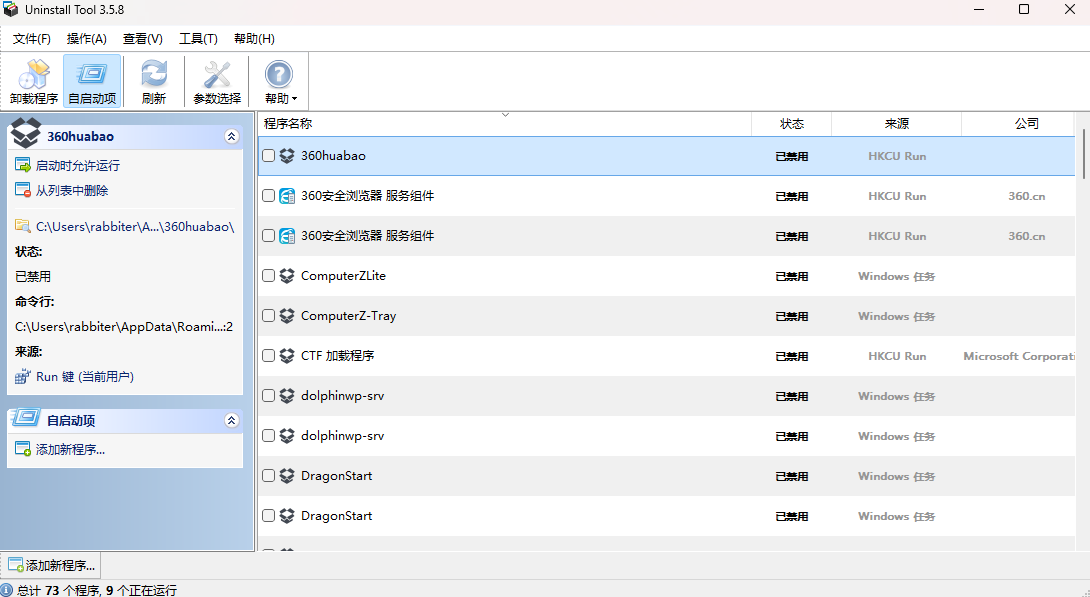 Uninstall Tool 3.5.8
文件(F) 操作(A) 查看(V) 工具(T) 帮助(H)
卸载程序 自启动项 刷新 参数选择 帮助
360huabao
启动时允许运行
从列表中删除
C:\Users\rabbiter\A...\360huabao\
状态:
已禁用
命令行:
C:\Users\rabbiter\AppData\Roami...:2
来源:
Run 键 (当前用户)
自启动项
添加新程序...
程序名称 状态 来源 公司
360huabao 已禁用 HKCU Run
360安全浏览器 服务组件 已禁用 HKCU Run 360.cn
360安全浏览器 服务组件 已禁用 HKCU Run 360.cn
ComputerZLite 已禁用 Windows 任务
ComputerZ-Tray 已禁用 Windows 任务
CTF 加载程序 已禁用 HKCU Run Microsoft Corporati
dolphinwp-srv 已禁用 Windows 任务
dolphinwp-srv 已禁用 Windows 任务
DragonStart 已禁用 Windows 任务
DragonStart 已禁用 Windows 任务
添加新程序...
总计 73 个程序, 9 个正在运行